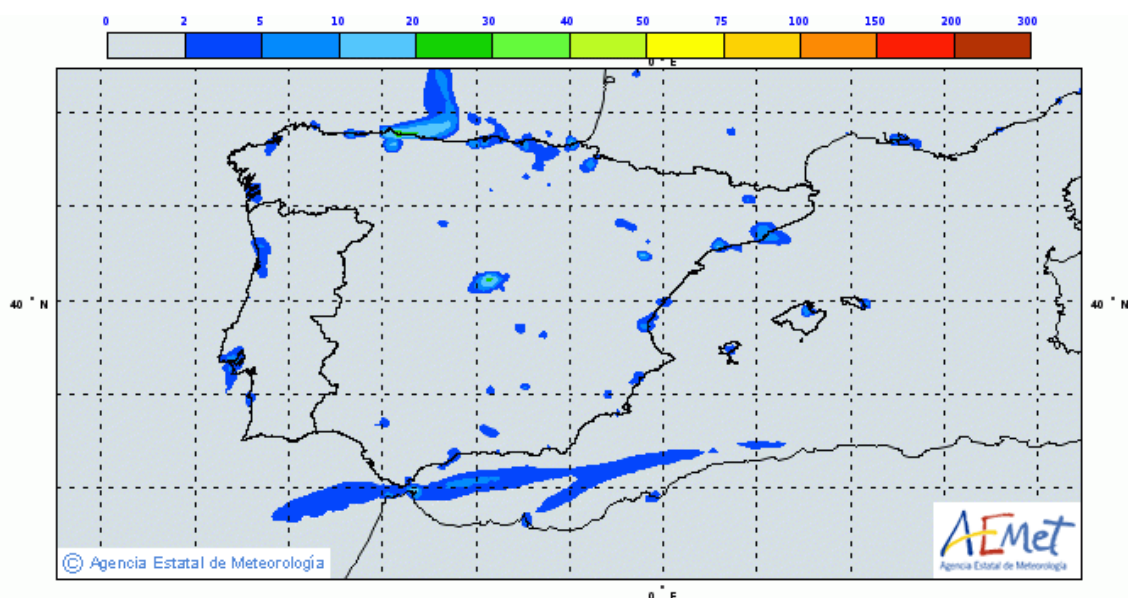 0 2 5 10 20 30 40 50 75 100 150 200 300
0 ° E
40 ° N 40 ° N
© Agencia Estatal de Meteorología
AEMet
Agencia Estatal de Meteorología
0 ° E